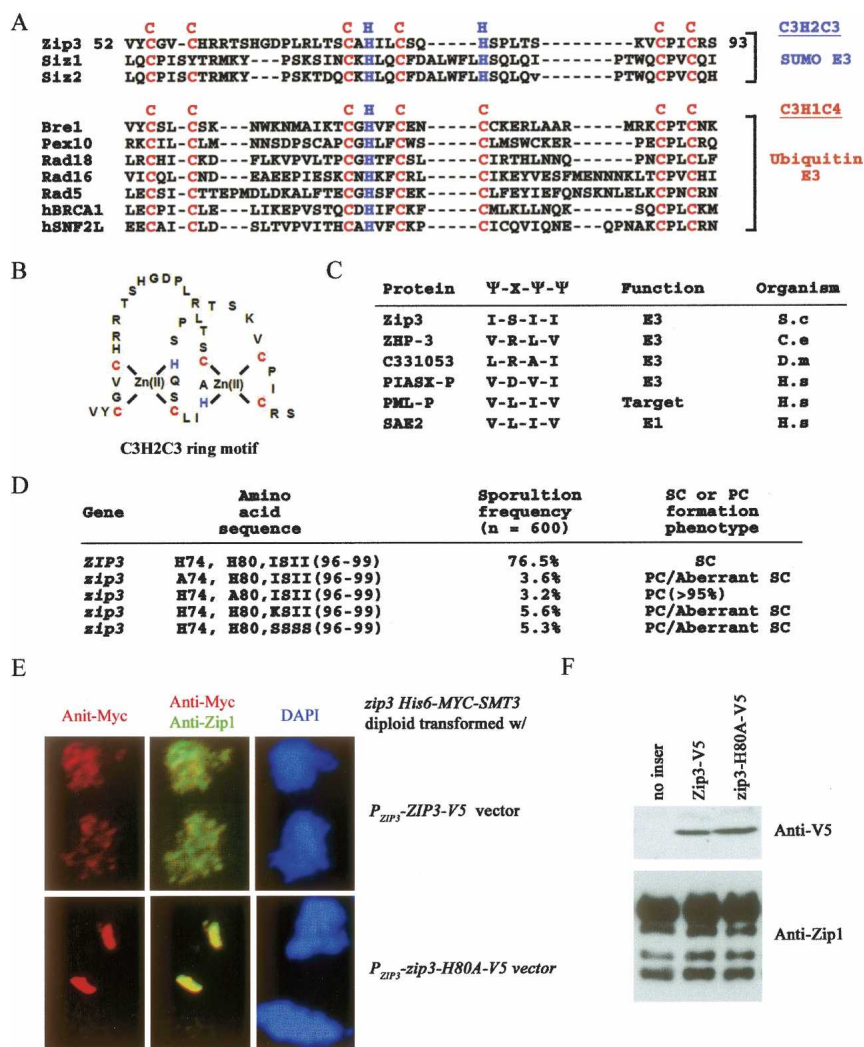 A
C C C H C H C C C3H2C3
Zip3 52 VYCGV-CHRRTSHGDPLRLTSCAHILCSQ------HSPLTS-------KVCPICRS 93
Siz1 LQCPISYTRMKY----PSKSINCKHLQCFDALWFLHSQLQI------PTWQCPVCQI SUMO E3
Siz2 LQCPISCTRMKY----PSKTDQCKHLQCFDALWFLHSQLQv------PTWQCPVCQH
C C C H C C C C C3H1C4
Bre1 VYCSL-CSK---NWKNMAIKTCGHVFCEN------CCKERLAAR----MRKCPTCNK
Pex10 RKCIL-CLM---NNSDPSCAPCGHLFCWS------CLMSWCKER-----PECPLCRQ
Rad18 LRCHI-CKD---FLKVPVLTPCGHTFCSL------CIRTHLNNQ-----PNCPLCLF Ubiquitin
Rad16 VICQL-CND---EAEEPIESKCNHKFCRL------CIKEYVESFMENNNKLTCPVCHI E3
Rad5 LECSI-CTTEPMDLDKALFTECGHSFCEK------CLFEYIEFQNSKNLELKCPNCRN
hBRCA1 LECPI-CLE---LIKEPVSTQCDHIFCKF------CMLKLLNQK-----SQCPLCKM
hSNF2L EECAI-CLD---SLTVPVITHCAHVFCKP------CICQVIQNE---QPNAKCPLCRN
B
VYCGVCHRRTSHGDPLRLTSCAHILCSQHSPLTSKVCPICRS
Zn(II) Zn(II)
C3H2C3 ring motif
C
Protein Ψ-X-Ψ-Ψ Function Organism
Zip3 I-S-I-I E3 S.c
ZHP-3 V-R-L-V E3 C.e
C331053 L-R-A-I E3 D.m
PIASX-P V-D-V-I E3 H.s
PML-P V-L-I-V Target H.s
SAE2 V-L-I-V E1 H.s
D
Gene Amino acid sequence Sporultion frequency (n = 600) SC or PC formation phenotype
ZIP3 H74, H80,ISII(96-99) 76.5% SC
zip3 A74, H80,ISII(96-99) 3.6% PC/Aberrant SC
zip3 H74, A80,ISII(96-99) 3.2% PC(>95%)
zip3 H74, H80,KSII(96-99) 5.6% PC/Aberrant SC
zip3 H74, H80,SSSS(96-99) 5.3% PC/Aberrant SC
E
Anit-Myc
Anti-Myc
Anti-Zip1
DAPI
zip3 His6-MYC-SMT3
diploid transformed w/
PZIP3-ZIP3-V5 vector
PZIP3-zip3-H80A-V5 vector
F
no inser
Zip3-V5
zip3-H80A-V5
Anti-V5
Anti-Zip1